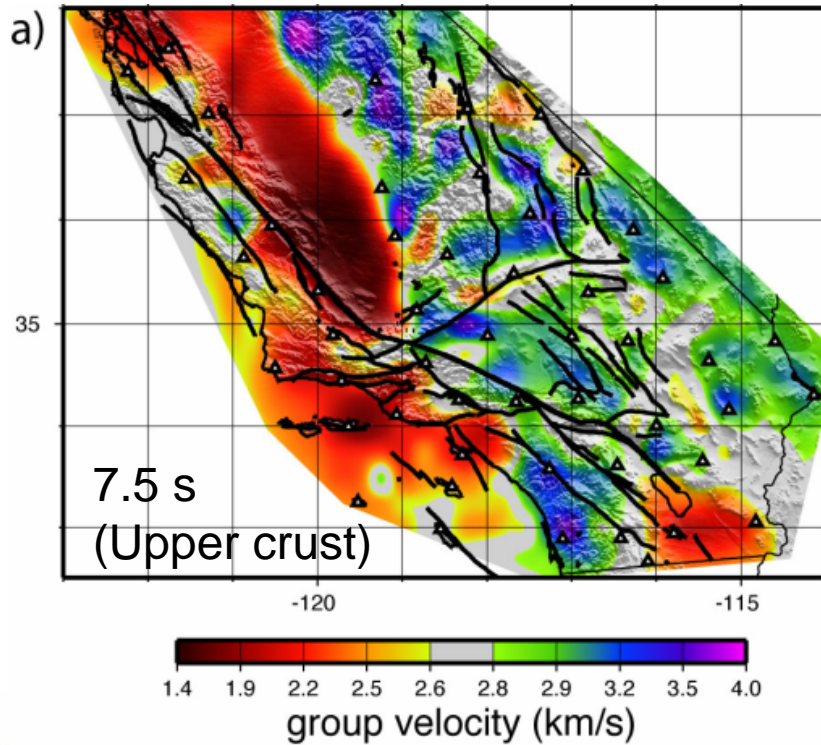 a)
35
7.5 s
(Upper crust)
-120 -115
1.4 1.9 2.2 2.5 2.6 2.8 2.9 3.2 3.5 4.0
group velocity (km/s)